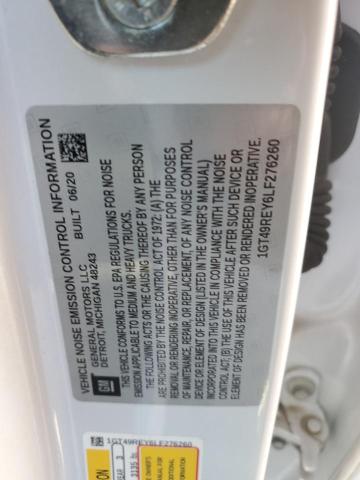 VEHICLE NOISE EMISSION CONTROL INFORMATION
GENERAL MOTORS LLC
DETROIT, MICHIGAN 48243
BUILT 06/20
GM
THIS VEHICLE CONFORMS TO U.S. EPA REGULATIONS FOR NOISE
EMISSION APPLICABLE TO MEDIUM AND HEAVY TRUCKS.
THE FOLLOWING ACTS OR THE CAUSING THEREOF BY ANY PERSON
ARE PROHIBITED BY THE NOISE CONTROL ACT OF 1972: (A) THE
REMOVAL OR RENDERING INOPERATIVE, OTHER THAN FOR PURPOSES
OF MAINTENANCE, REPAIR, OR REPLACEMENT, OF ANY NOISE CONTROL
DEVICE OR ELEMENT OF DESIGN (LISTED IN THE OWNER'S MANUAL)
INCORPORATED INTO THIS VEHICLE IN COMPLIANCE WITH THE NOISE
CONTROL ACT; (B) THE USE OF THIS VEHICLE AFTER SUCH DEVICE OR
ELEMENT OF DESIGN HAS BEEN REMOVED OR RENDERED INOPERATIVE.
1GT49REY6LF276260
1GT49REY6LF276260